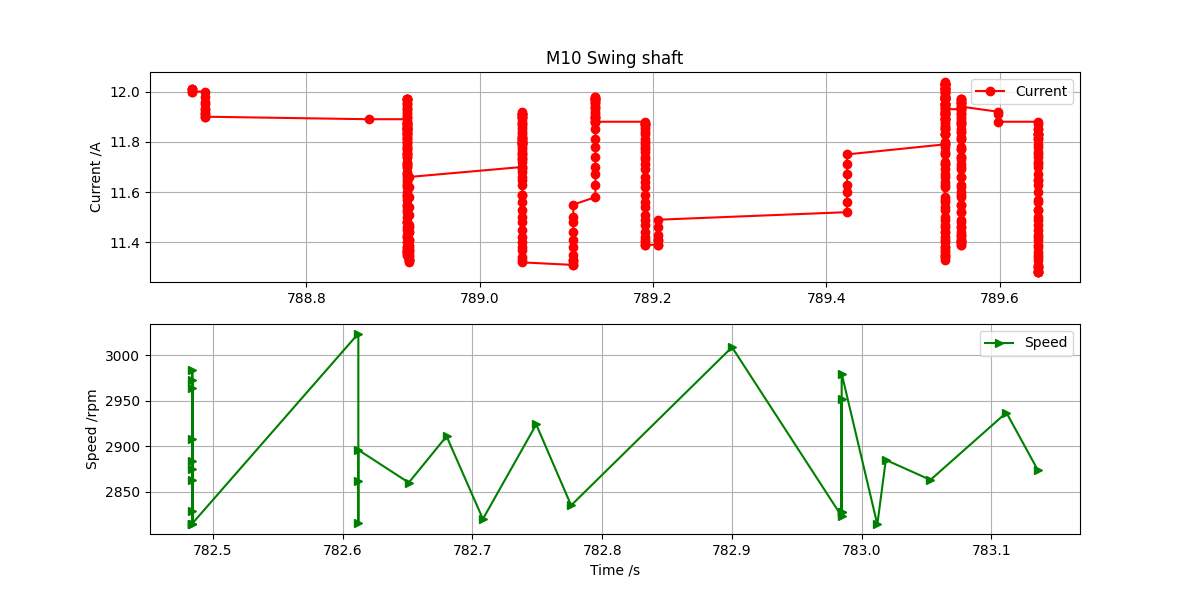 M10 Swing shaft
Current /A
12.0
11.8
11.6
11.4
Current
788.8 789.0 789.2 789.4 789.6
Speed /rpm
3000
2950
2900
2850
Speed
782.5 782.6 782.7 782.8 782.9 783.0 783.1
Time /s